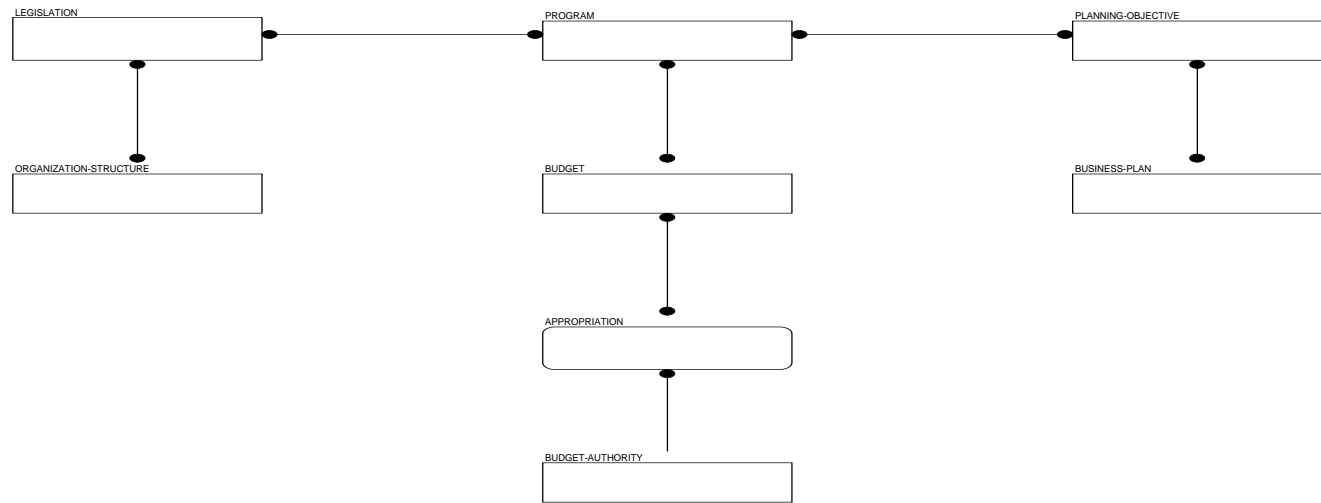 LEGISLATION
PROGRAM
PLANNING-OBJECTIVE
ORGANIZATION-STRUCTURE
BUDGET
BUSINESS-PLAN
APPROPRIATION
BUDGET-AUTHORITY